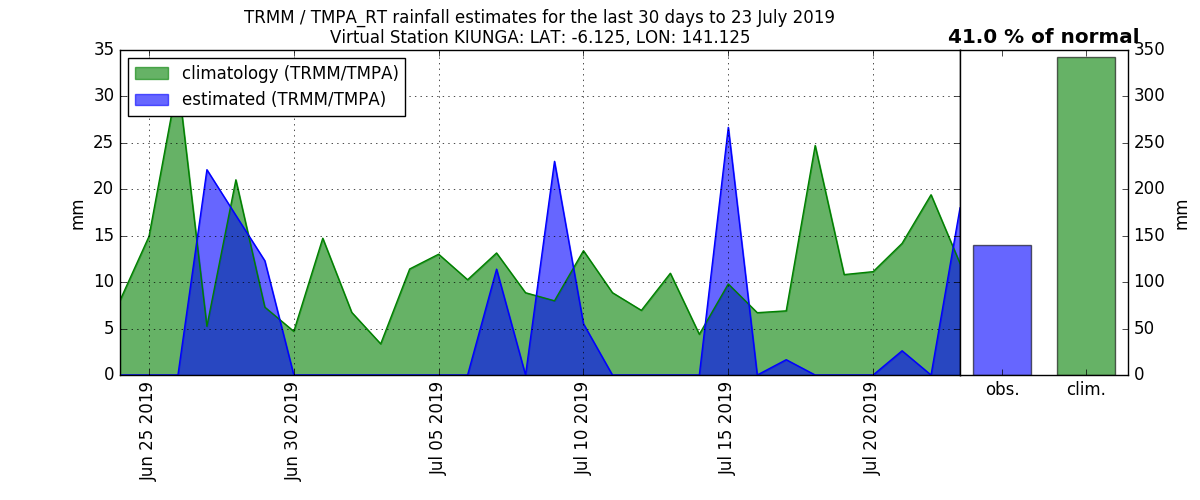 TRMM / TMPA_RT rainfall estimates for the last 30 days to 23 July 2019
Virtual Station KIUNGA: LAT: -6.125, LON: 141.125
41.0 % of normal
climatology (TRMM/TMPA)
estimated (TRMM/TMPA)
mm
35
30
25
20
15
10
5
0
Jun 25 2019
Jun 30 2019
Jul 05 2019
Jul 10 2019
Jul 15 2019
Jul 20 2019
obs.
clim.
350
300
250
200
150
100
50
0
mm